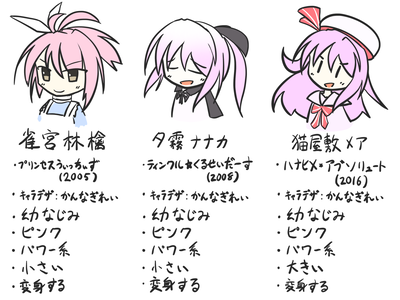 雀宮林檎
・プリンセスうぃっちぃず
(2005)
・キャラデザ:かんなぎれい
・幼なじみ
・ピンク
・パワー系
・小さい
・変身する
夕霧ナナカ
・ティンクル☆くるせいだーす
(2008)
・キャラデザ:かんなぎれい
・幼なじみ
・ピンク
・パワー系
・小さい
・変身する
猫屋敷メア
・ハナヒメ*アブソリュート
(2016)
・キャラデザ:かんなぎれい
・幼なじみ
・ピンク
・パワー系
・大きい
・変身する